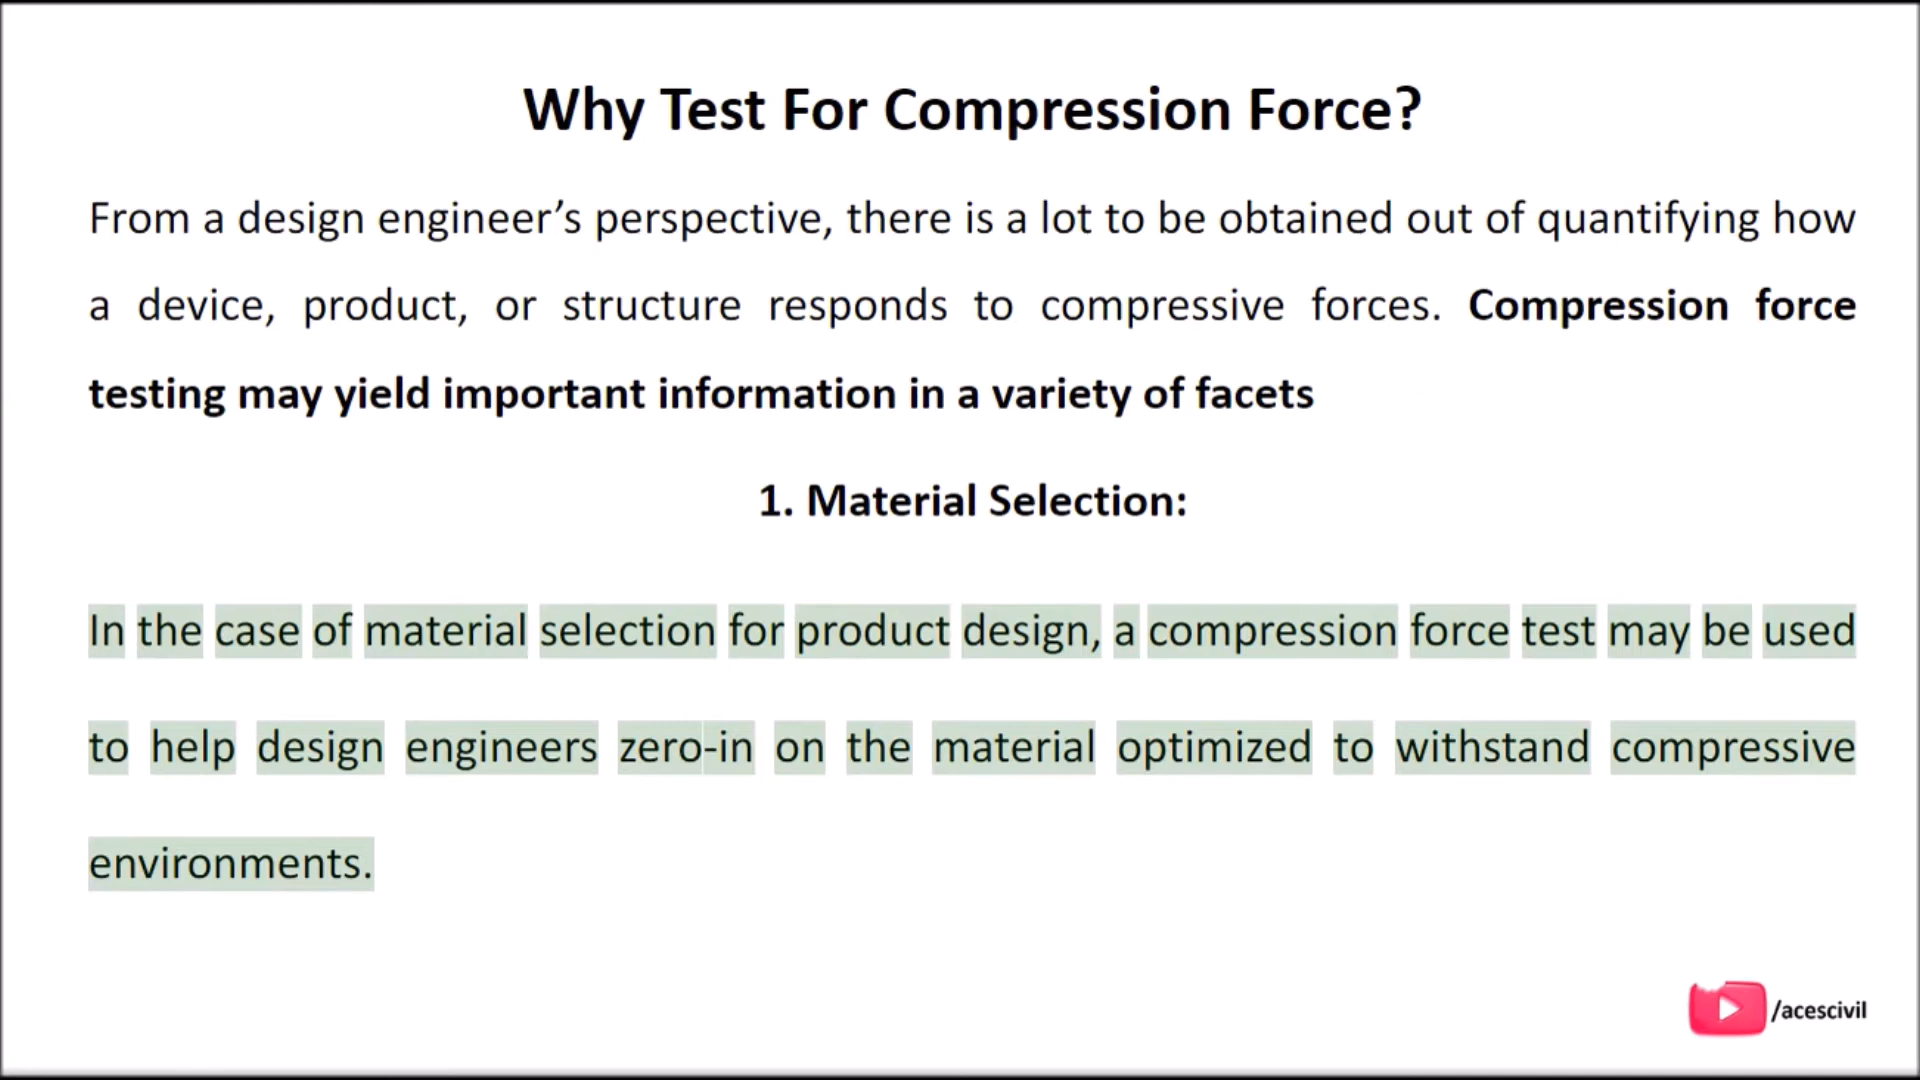 Why Test For Compression Force?
From a design engineer’s perspective, there is a lot to be obtained out of quantifying how
a device, product, or structure responds to compressive forces. Compression force
testing may yield important information in a variety of facets
1. Material Selection:
In the case of material selection for product design, a compression force test may be used
to help design engineers zero-in on the material optimized to withstand compressive
environments.
/acescivil